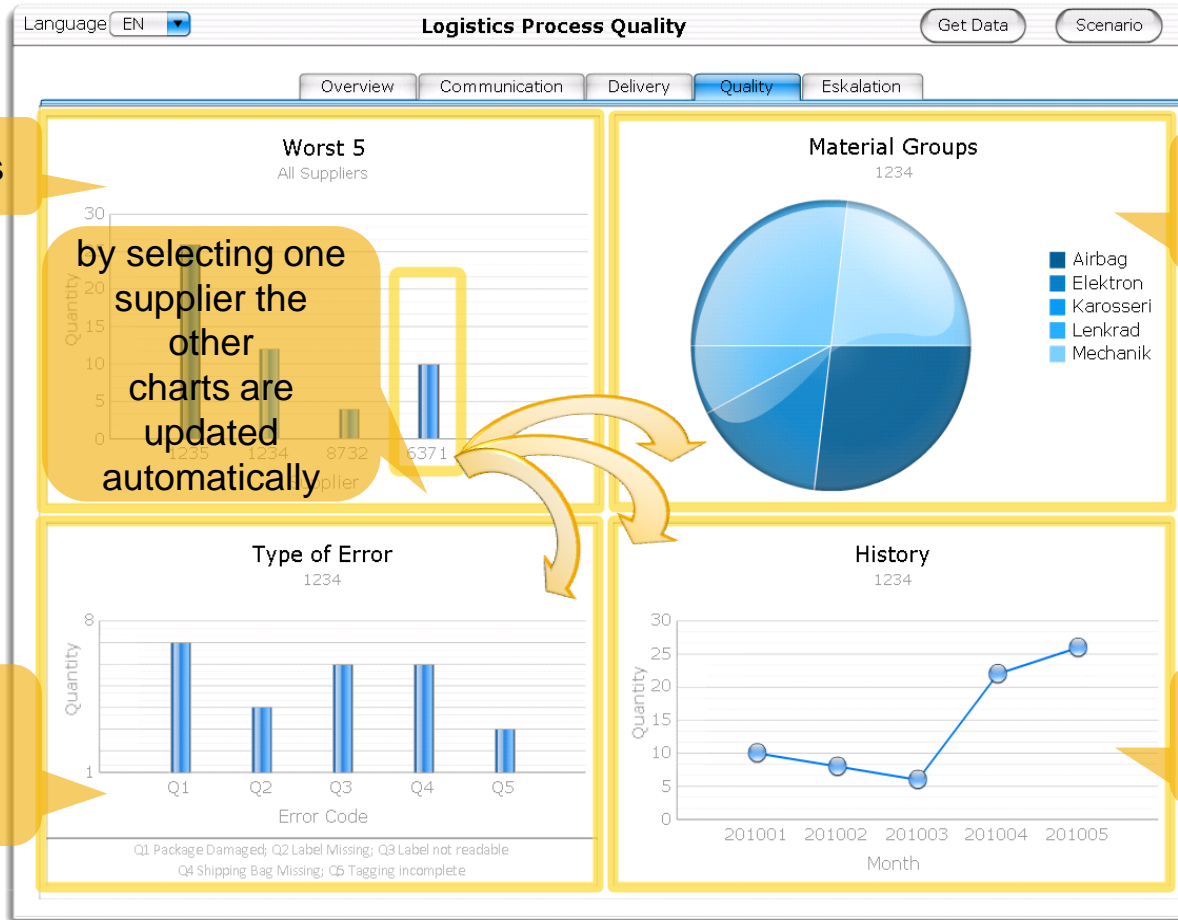 Language EN
Logistics Process Quality
Get Data
Scenario
Overview
Communication
Delivery
Quality
Eskalation
s
Worst 5
All Suppliers
30
20
15
10
5
0
Quantity
1235
1234
8732
6371
by selecting one
supplier the
other
charts are
updated
automatically
Material Groups
1234
Airbag
Elektron
Karosseri
Lenkrad
Mechanik
Type of Error
1234
8
1
Quantity
Q1
Q2
Q3
Q4
Q5
Error Code
Q1 Package Damaged; Q2 Label Missing; Q3 Label not readable
Q4 Shipping Bag Missing; Q5 Tagging incomplete
History
1234
30
25
20
15
10
5
0
Quantity
201001
201002
201003
201004
201005
Month